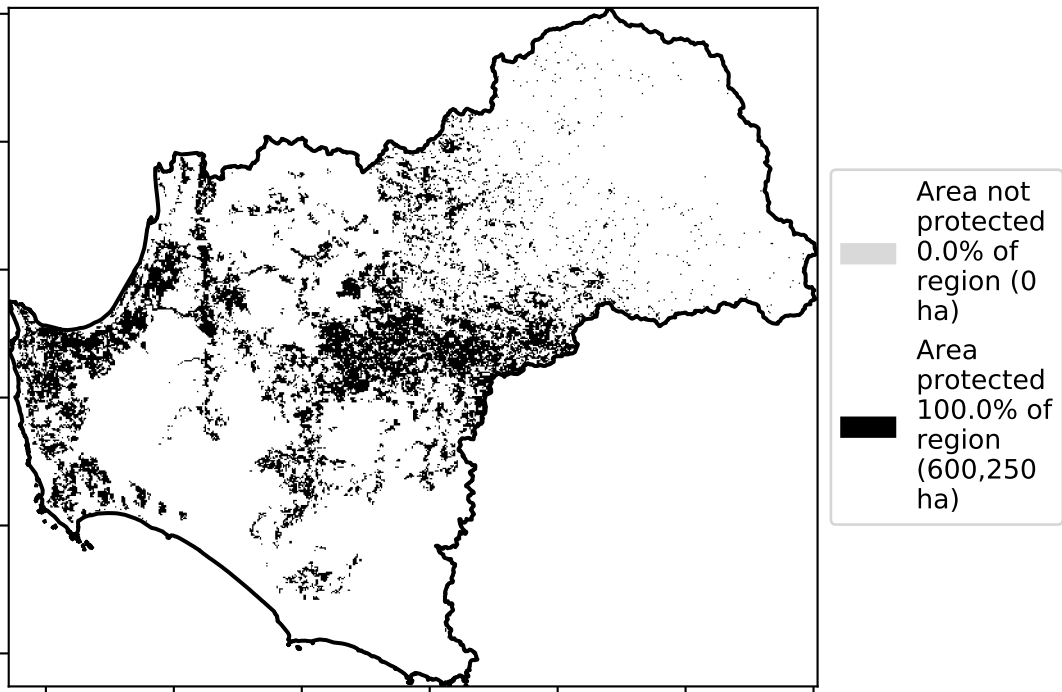 Area not
protected
0.0% of
region (0
ha)
Area
protected
100.0% of
region
(600,250
ha)